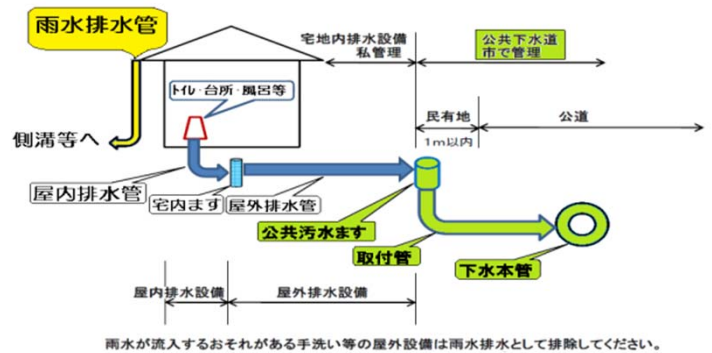 雨水排水管
宅地内排水設備
私管理
公共下水道
市で管理
ﾄｲﾚ・台所・風呂等
民有地
公道
1m以内
側溝等へ
屋内排水管
宅内ます
屋外排水管
公共汚水ます
取付管
下水本管
屋内排水設備
屋外排水設備
雨水が流入するおそれがある手洗い等の屋外設備は雨水排水として排除してください。